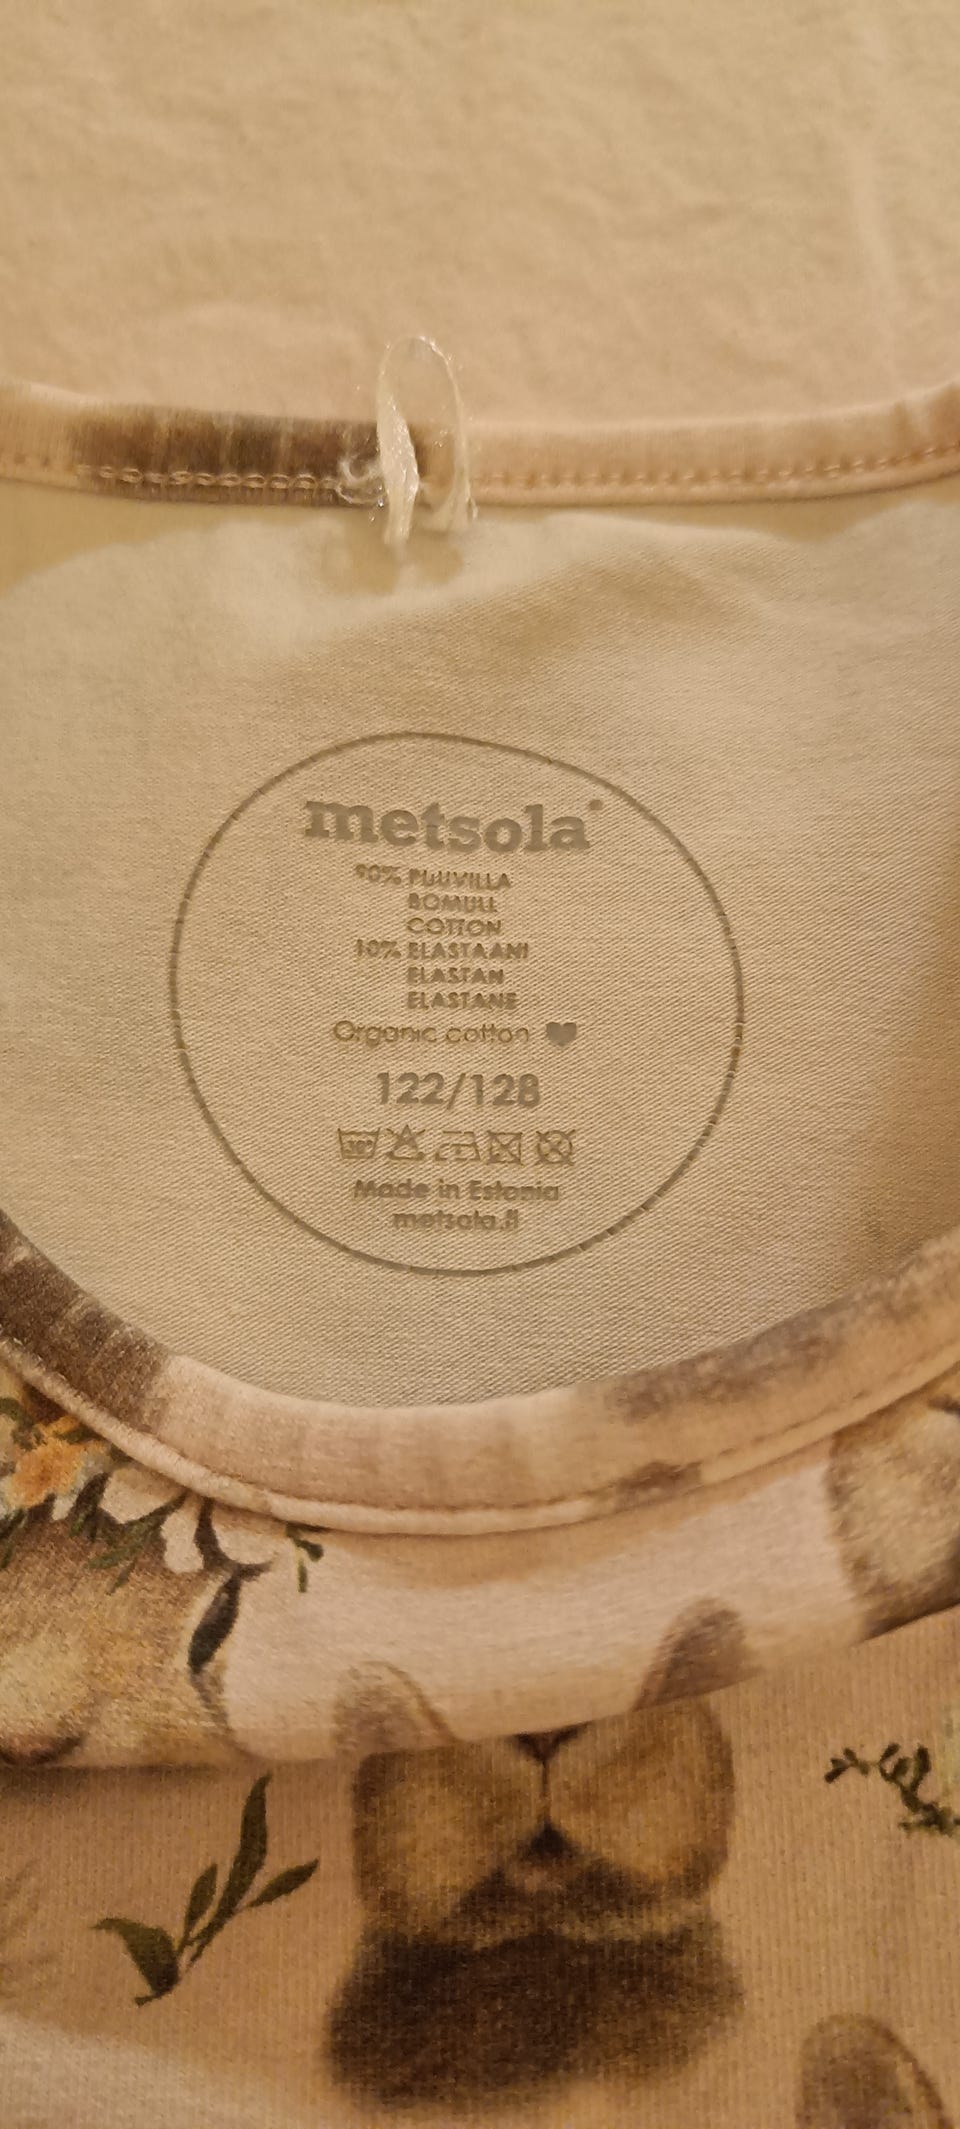 metsola
90% PUUVILLA
BOMULL
COTTON
10% ELASTAANI
ELASTAN
ELASTANE
Organic cotton
122/128
Made in Estonia
metsola.fi